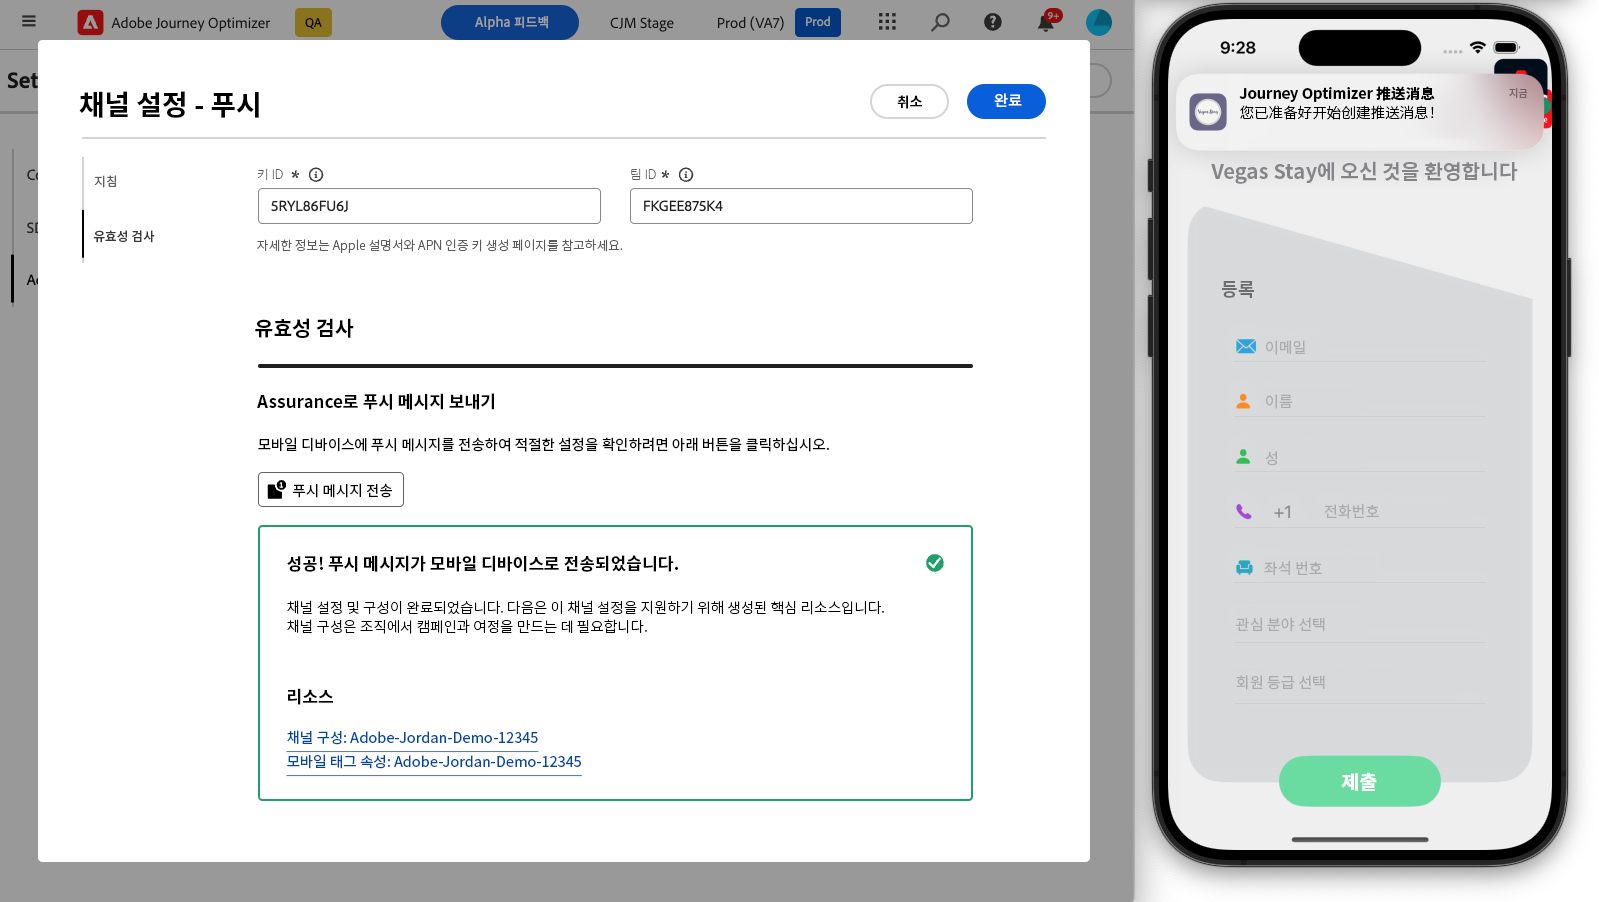 Adobe Journey Optimizer
QA
Alpha 피드백
CJM Stage
Prod (VA7)
Prod
9+
Set
채널 설정 - 푸시
취소
완료
지침
유효성 검사
키 ID *
5RYL86FU6J
팀 ID *
FKGEE875K4
자세한 정보는 Apple 설명서와 APN 인증 키 생성 페이지를 참고하세요.
유효성 검사
Assurance로 푸시 메시지 보내기
모바일 디바이스에 푸시 메시지를 전송하여 적절한 설정을 확인하려면 아래 버튼을 클릭하십시오.
푸시 메시지 전송
성공! 푸시 메시지가 모바일 디바이스로 전송되었습니다.
채널 설정 및 구성이 완료되었습니다. 다음은 이 채널 설정을 지원하기 위해 생성된 핵심 리소스입니다.
채널 구성은 조직에서 캠페인과 여정을 만드는 데 필요합니다.
리소스
채널 구성: Adobe-Jordan-Demo-12345
모바일 태그 속성: Adobe-Jordan-Demo-12345
9:28
Journey Optimizer 推送消息
지금
您已准备好开始创建推送消息！
Vegas Stay에 오신 것을 환영합니다
등록
이메일
이름
성
+1 전화번호
좌석 번호
관심 분야 선택
회원 등급 선택
제출